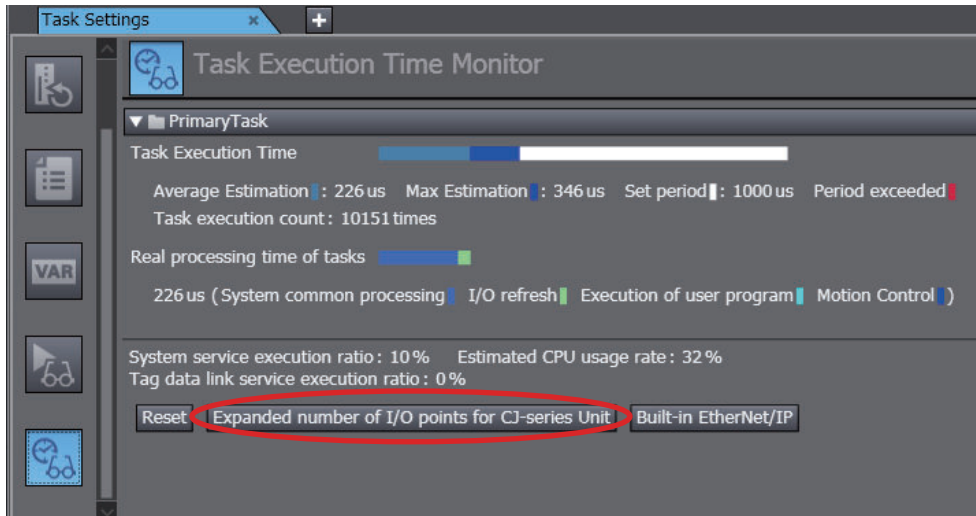 Task Settings
Task Execution Time Monitor
PrimaryTask
Task Execution Time
Average Estimation : 226 us Max Estimation : 346 us Set period : 1000 us Period exceeded
Task execution count : 10151 times
Real processing time of tasks
226 us ( System common processing I/O refresh Execution of user program Motion Control )
VAR
System service execution ratio : 10 % Estimated CPU usage rate : 32 %
Tag data link service execution ratio : 0 %
Reset Expanded number of I/O points for CJ-series Unit Built-in EtherNet/IP